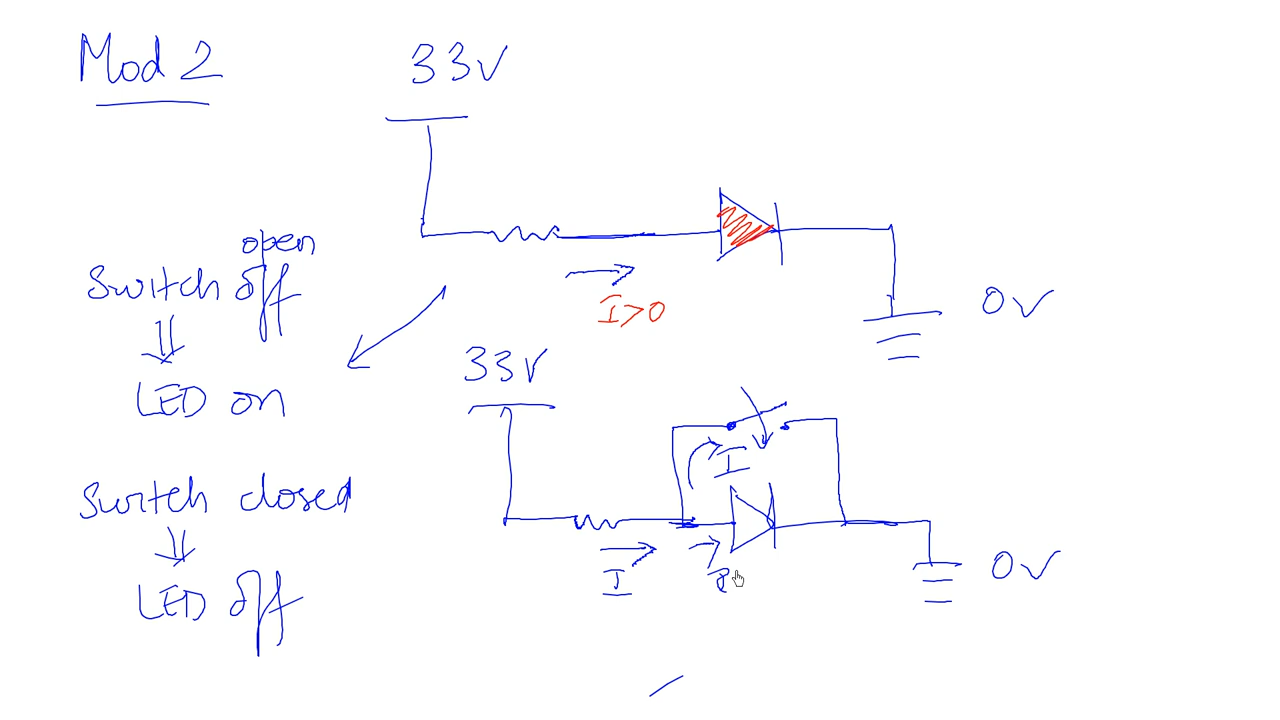 Mod 2
33V
open
Switch off
⇓
LED on
I>0
0V
33V
I
Switch closed
⇓
LED off
I
0V